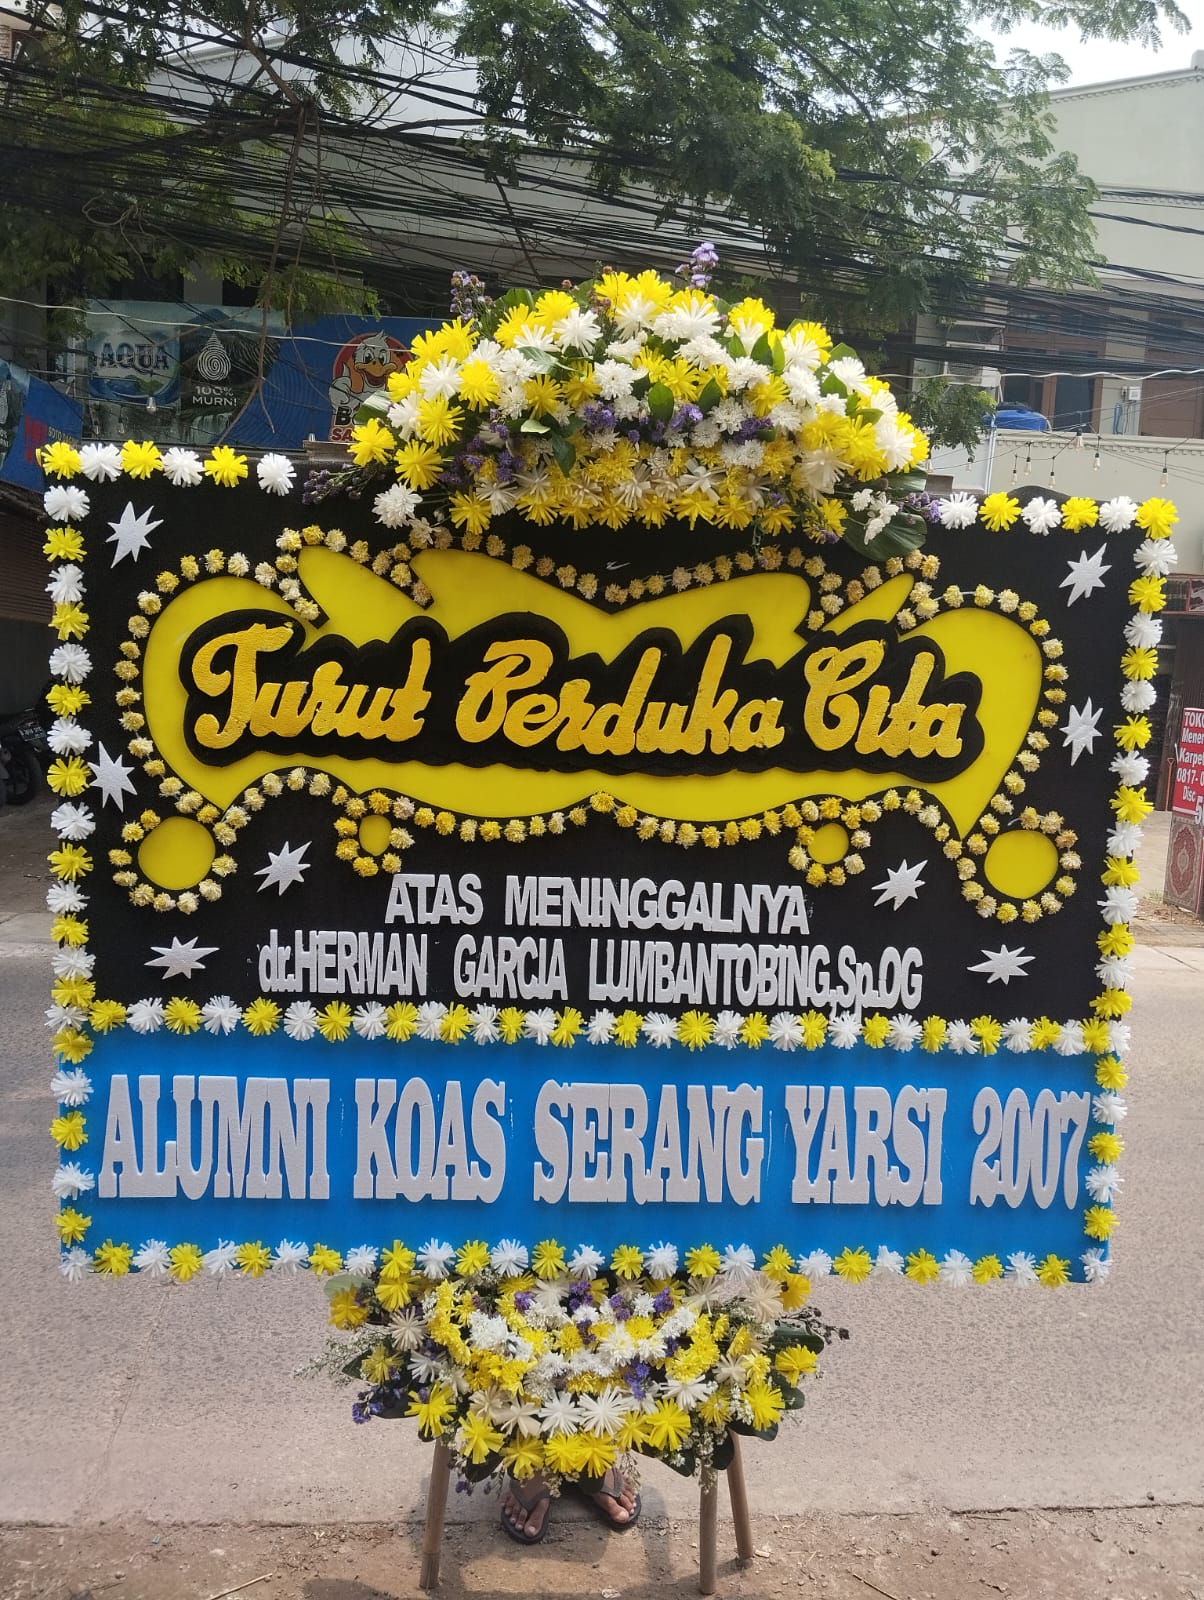 AQUA
100%
MURNI
Turut Berduka Cita
ATAS MENINGGALNYA
dr.HERMAN GARCIA LUMBANTOBING,Sp.OG
ALUMNI KOAS SERANG YARSI 2007